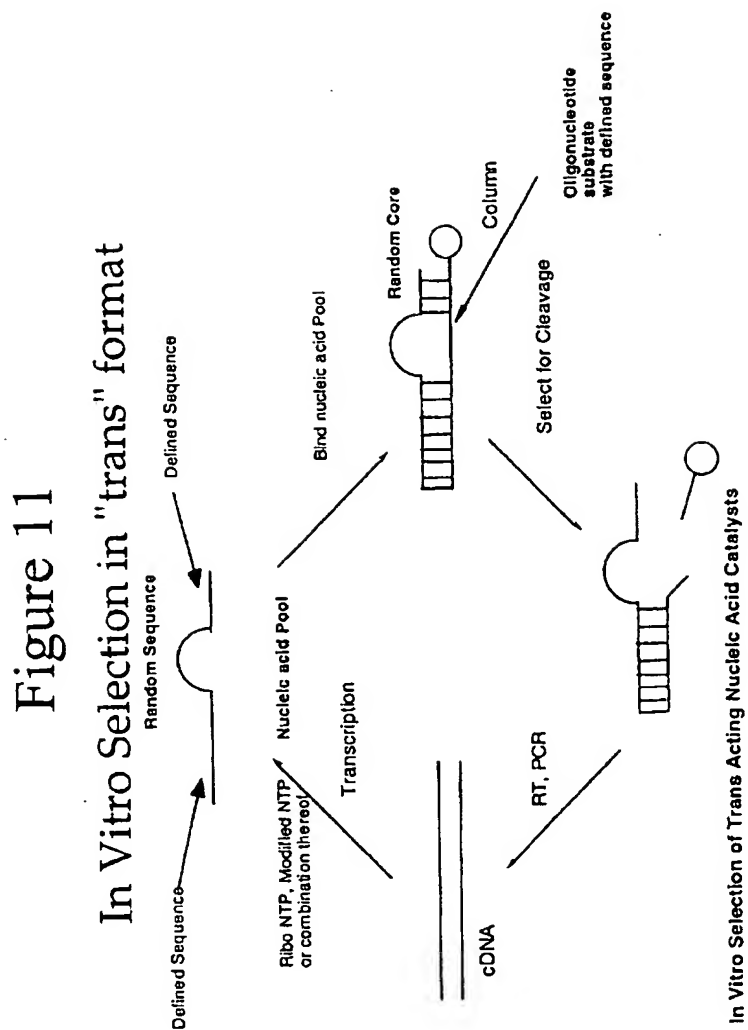 Figure 11
In Vitro Selection in "trans" format
Random Sequence
Defined Sequence
Defined Sequence
Nucleic acid Pool
Ribo NTP, Modified NTP
or combination thereof
Transcription
Bind nucleic acid Pool
Random Core
Column
Oligonucleotide
substrate
with defined sequence
Select for Cleavage
cDNA
RT, PCR
In Vitro Selection of Trans Acting Nucleic Acid Catalysts